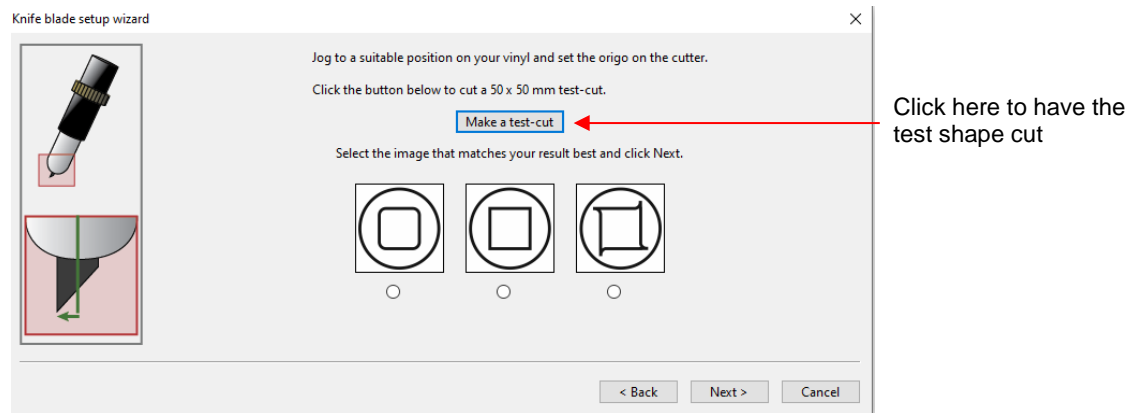 Knife blade setup wizard
Jog to a suitable position on your vinyl and set the origo on the cutter.
Click the button below to cut a 50 x 50 mm test-cut.
Make a test-cut
Click here to have the
test shape cut
Select the image that matches your result best and click Next.
< Back
Next >
Cancel